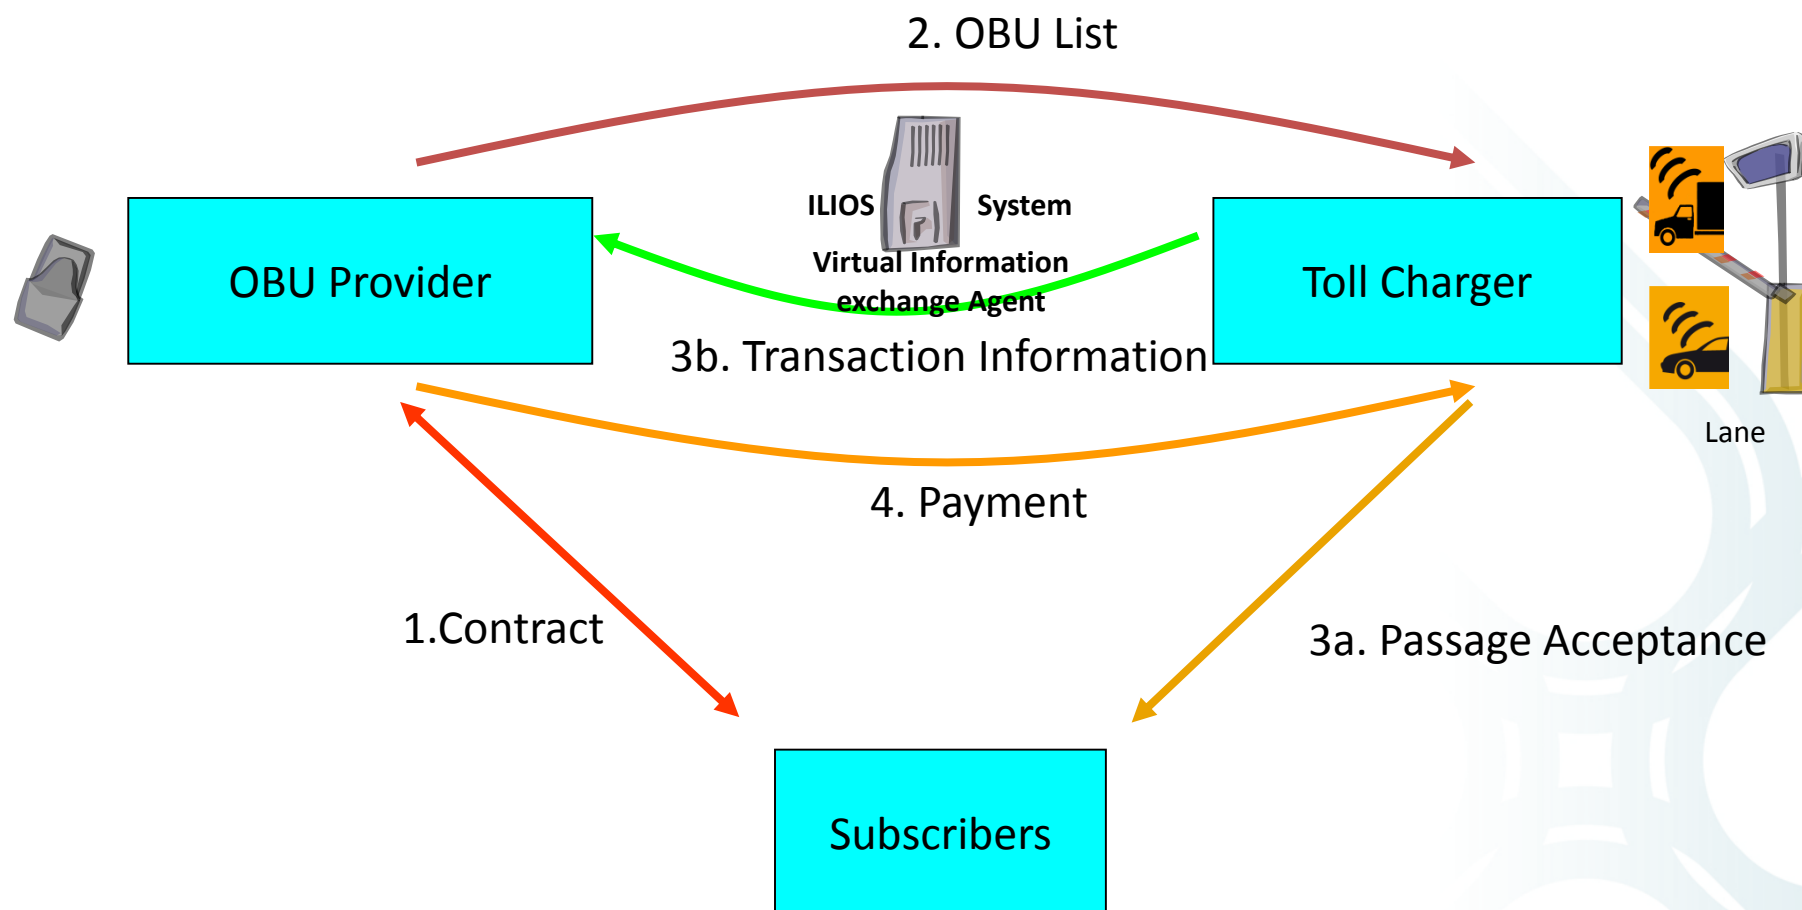 2. OBU List
ILIOS System
Virtual Information
exchange Agent
OBU Provider
Toll Charger
3b. Transaction Information
Lane
4. Payment
1.Contract
3a. Passage Acceptance
Subscribers